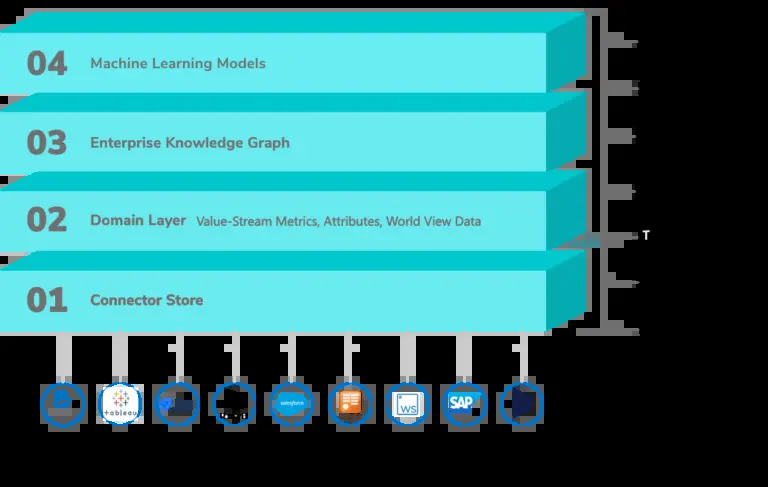 04 Machine Learning Models
03 Enterprise Knowledge Graph
02 Domain Layer Value-Stream Metrics, Attributes, World View Data
T
01 Connector Store
tableau
salesforce
WS
SAP